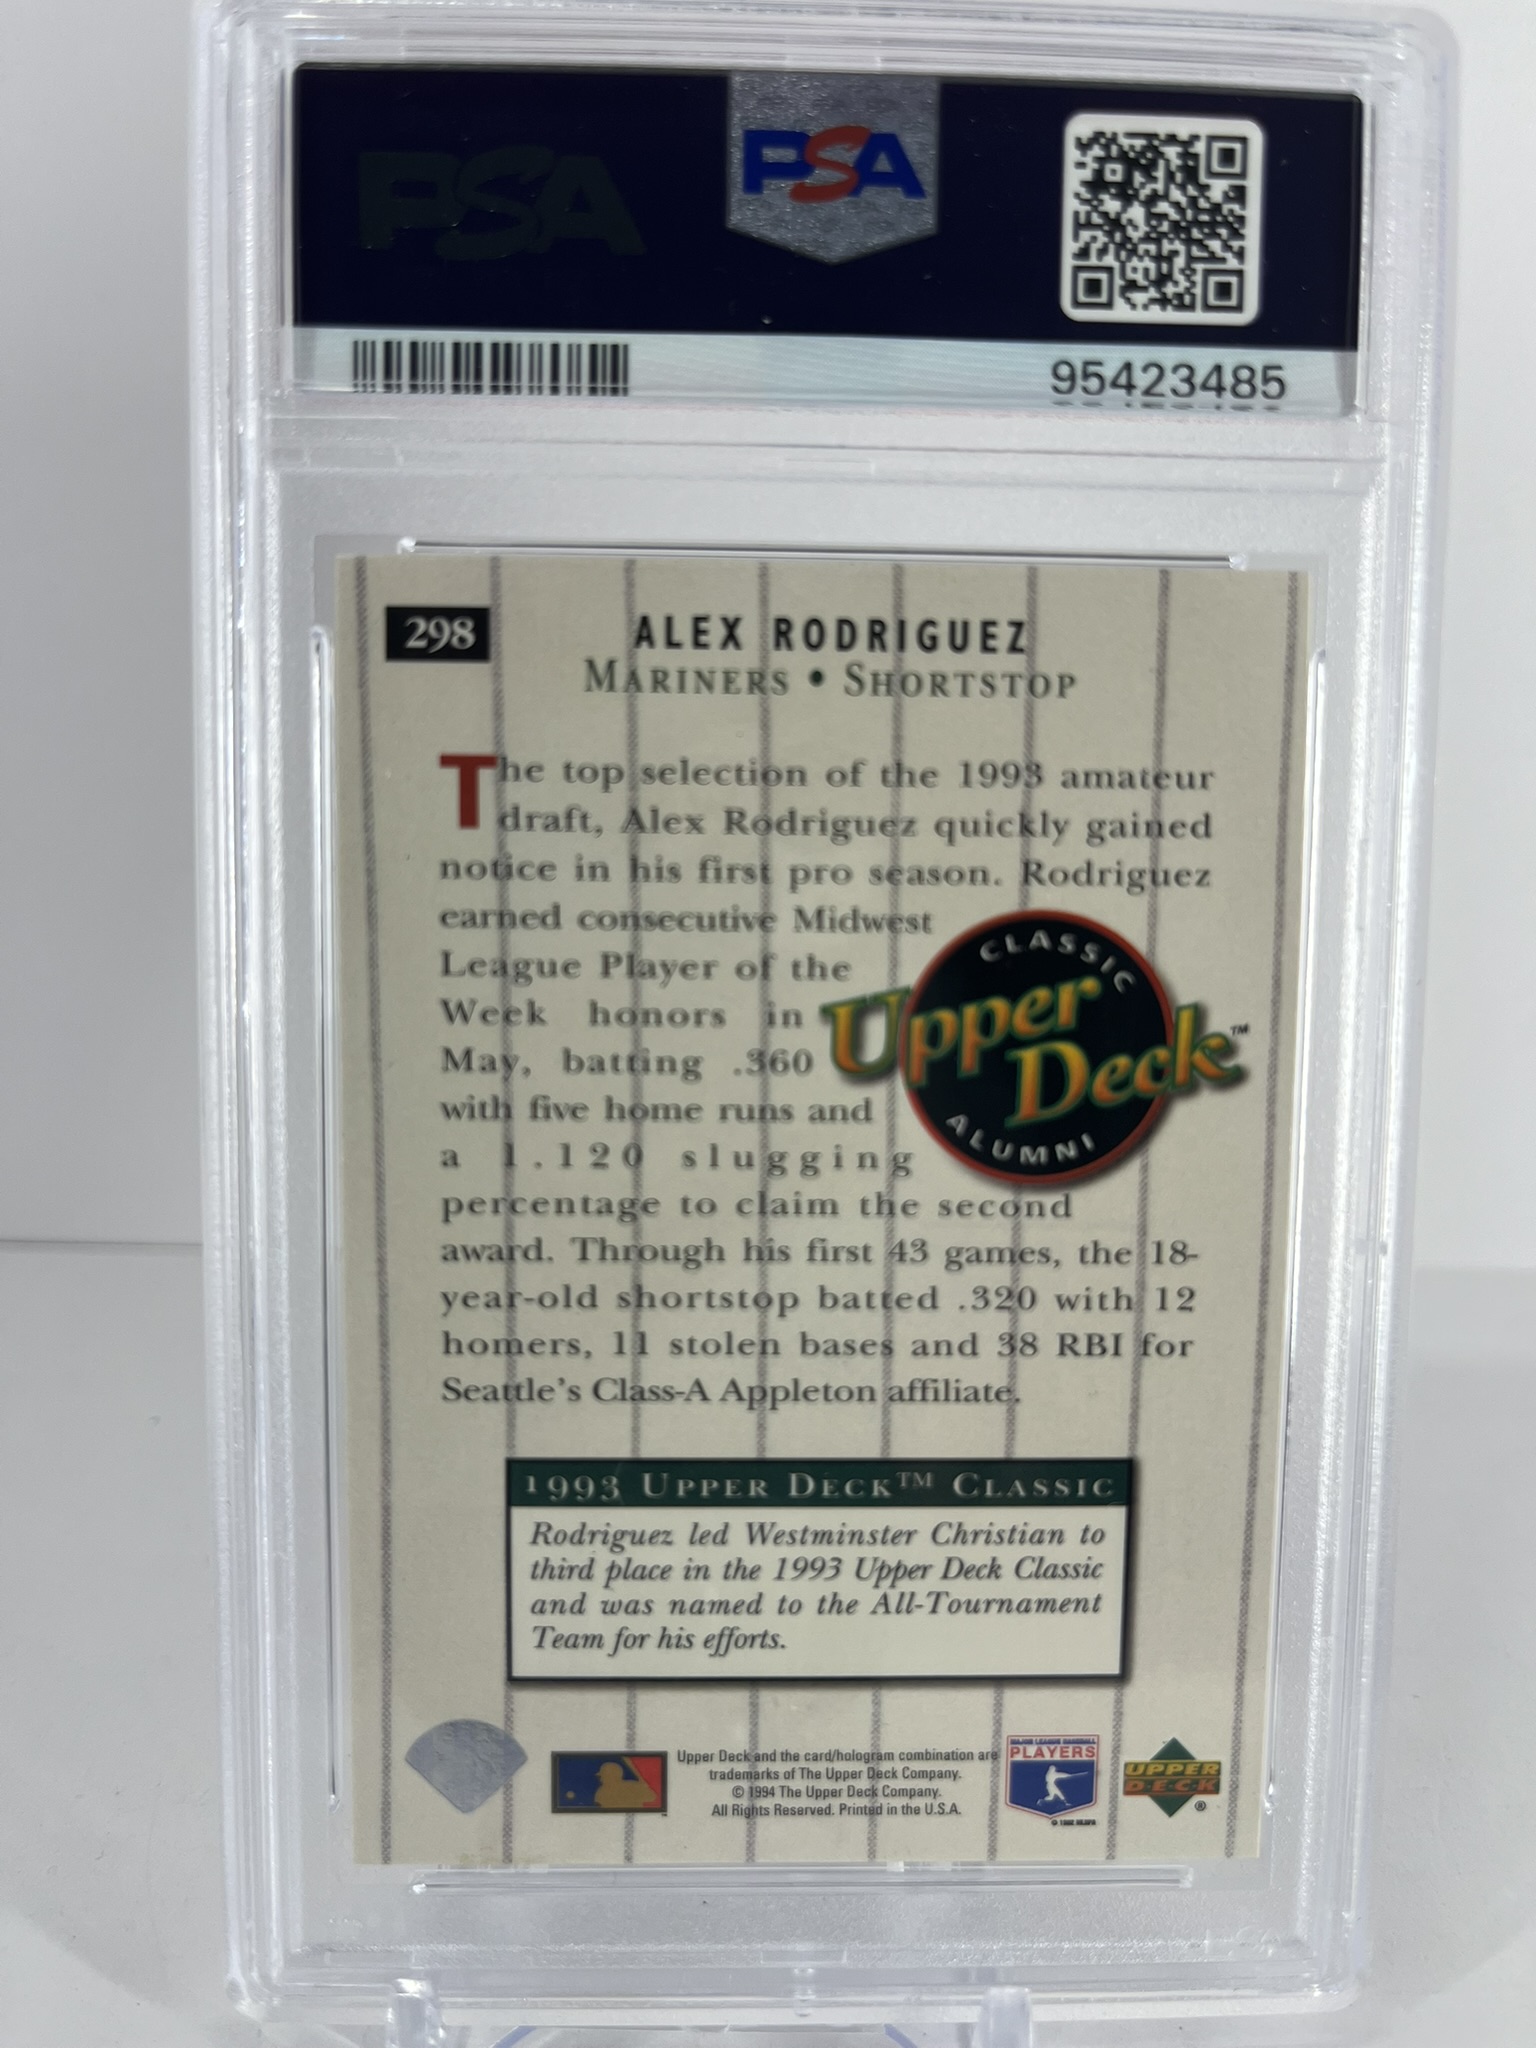 PSA
PSA
95423485
298
ALEX RODRIGUEZ
MARINERS • SHORTSTOP
The top selection of the 1993 amateur
draft, Alex Rodriguez quickly gained
notice in his first pro season. Rodriguez
earned consecutive Midwest
League Player of the
Week honors in
May, batting .360
with five home runs and
a 1.120 slugging
percentage to claim the second
award. Through his first 43 games, the 18-
year-old shortstop batted .320 with 12
homers, 11 stolen bases and 38 RBI for
Seattle's Class-A Appleton affiliate.
CLASSIC
Upper
Deck™
ALUMNI
1993 UPPER DECK™ CLASSIC
Rodriguez led Westminster Christian to
third place in the 1993 Upper Deck Classic
and was named to the All-Tournament
Team for his efforts.
Upper Deck and the card/hologram combination are
trademarks of The Upper Deck Company.
© 1994 The Upper Deck Company.
All Rights Reserved. Printed in the U.S.A.
MAJOR LEAGUE BASEBALL
PLAYERS
UPPER
D·E·C·K
®